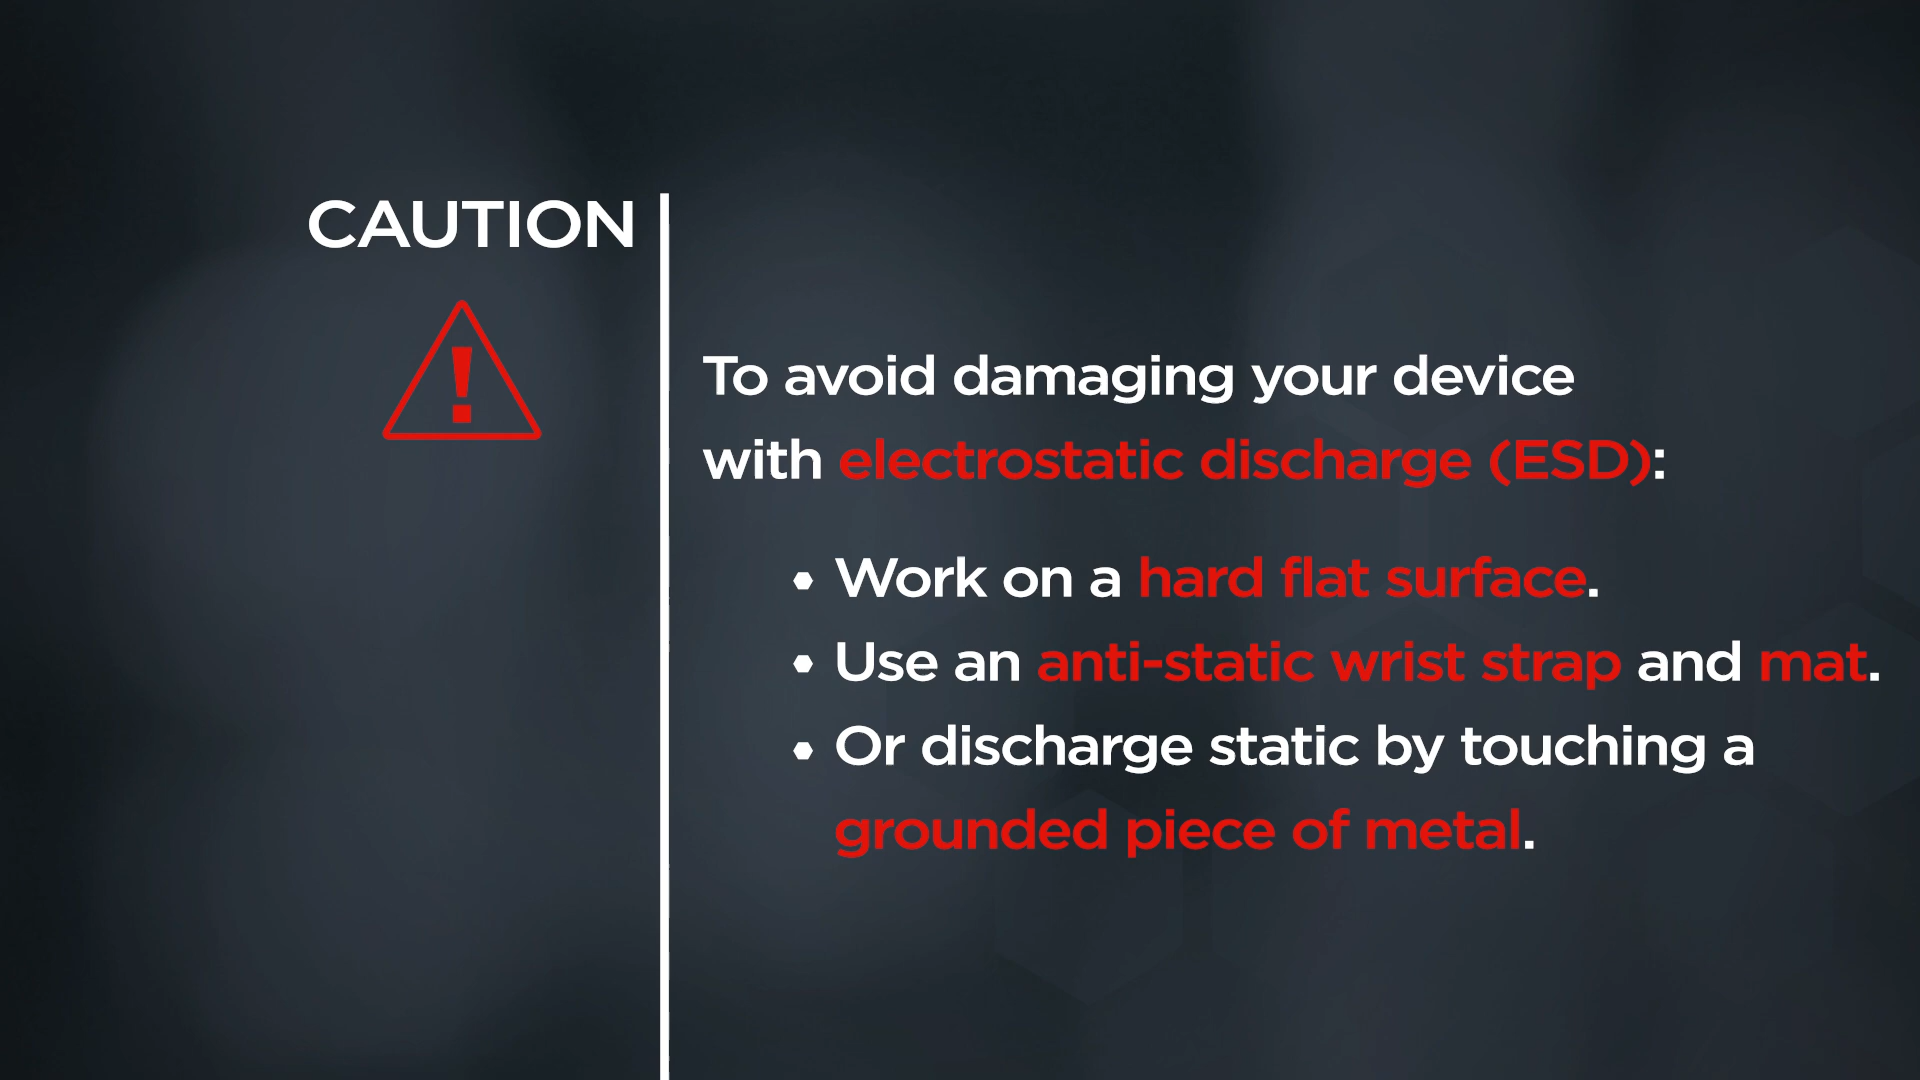 CAUTION
To avoid damaging your device
with electrostatic discharge (ESD):
• Work on a hard flat surface.
• Use an anti-static wrist strap and mat.
• Or discharge static by touching a
grounded piece of metal.